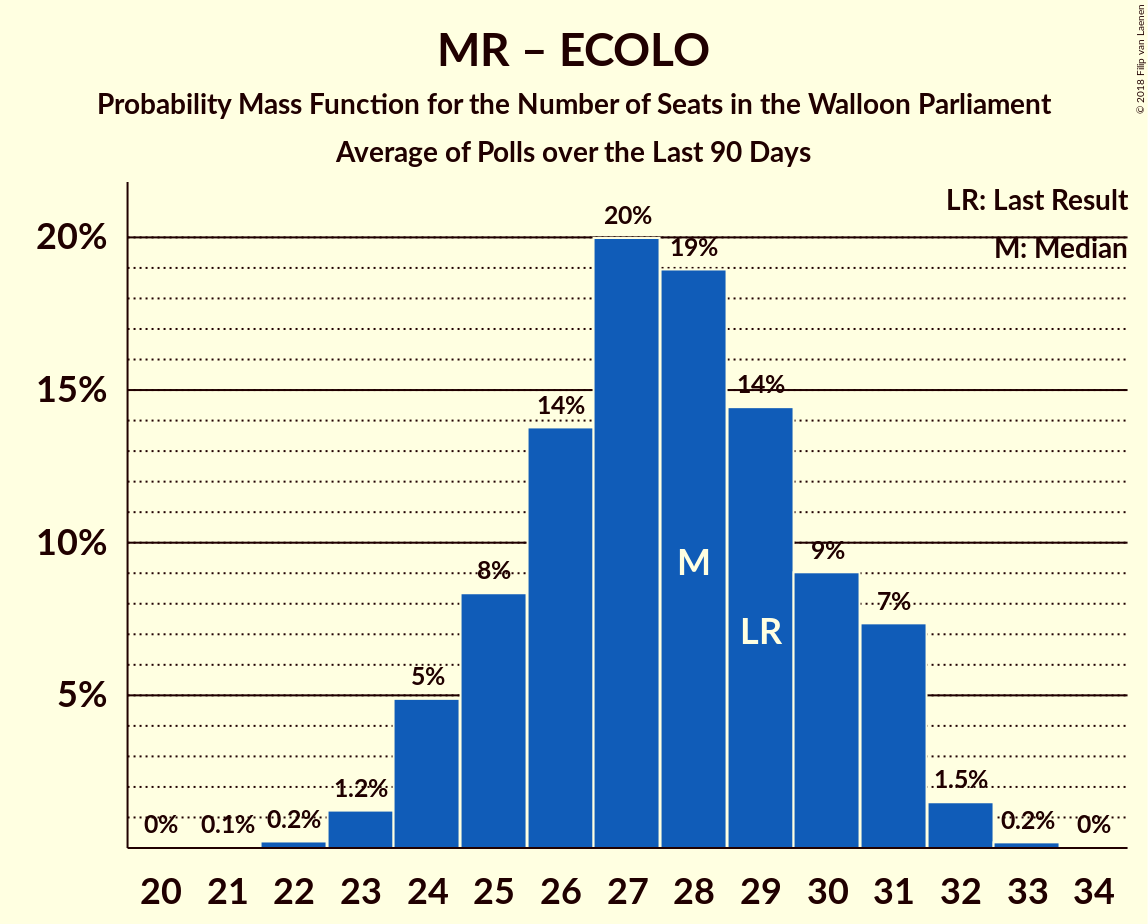 MR – ECOLO
Probability Mass Function for the Number of Seats in the Walloon Parliament
Average of Polls over the Last 90 Days
© 2018 Filip van Laenen
LR: Last Result
M: Median
20%
15%
10%
5%
0%
0.1%
0.2%
1.2%
5%
8%
14%
20%
19%
14%
9%
7%
1.5%
0.2%
0%
M
LR
20 21 22 23 24 25 26 27 28 29 30 31 32 33 34